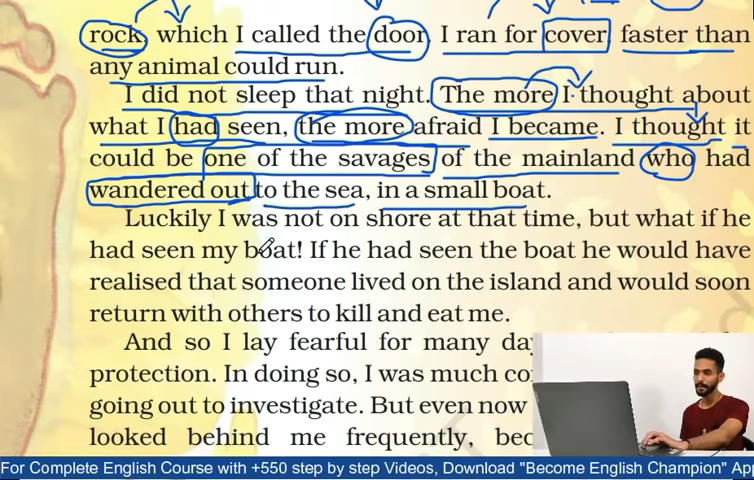 rock, which I called the door. I ran for cover, faster than
any animal could run.
I did not sleep that night. The more I thought about
what I had seen, the more afraid I became. I thought it
could be one of the savages of the mainland who had
wandered out to the sea, in a small boat.
Luckily I was not on shore at that time, but what if he
had seen my boat! If he had seen the boat he would have
realised that someone lived on the island and would soon
return with others to kill and eat me.
And so I lay fearful for many
protection. In doing so, I was much
going out to investigate. But even now
looked behind me frequently,
For Complete English Course with +550 step by step Videos, Download "Become English Champion"